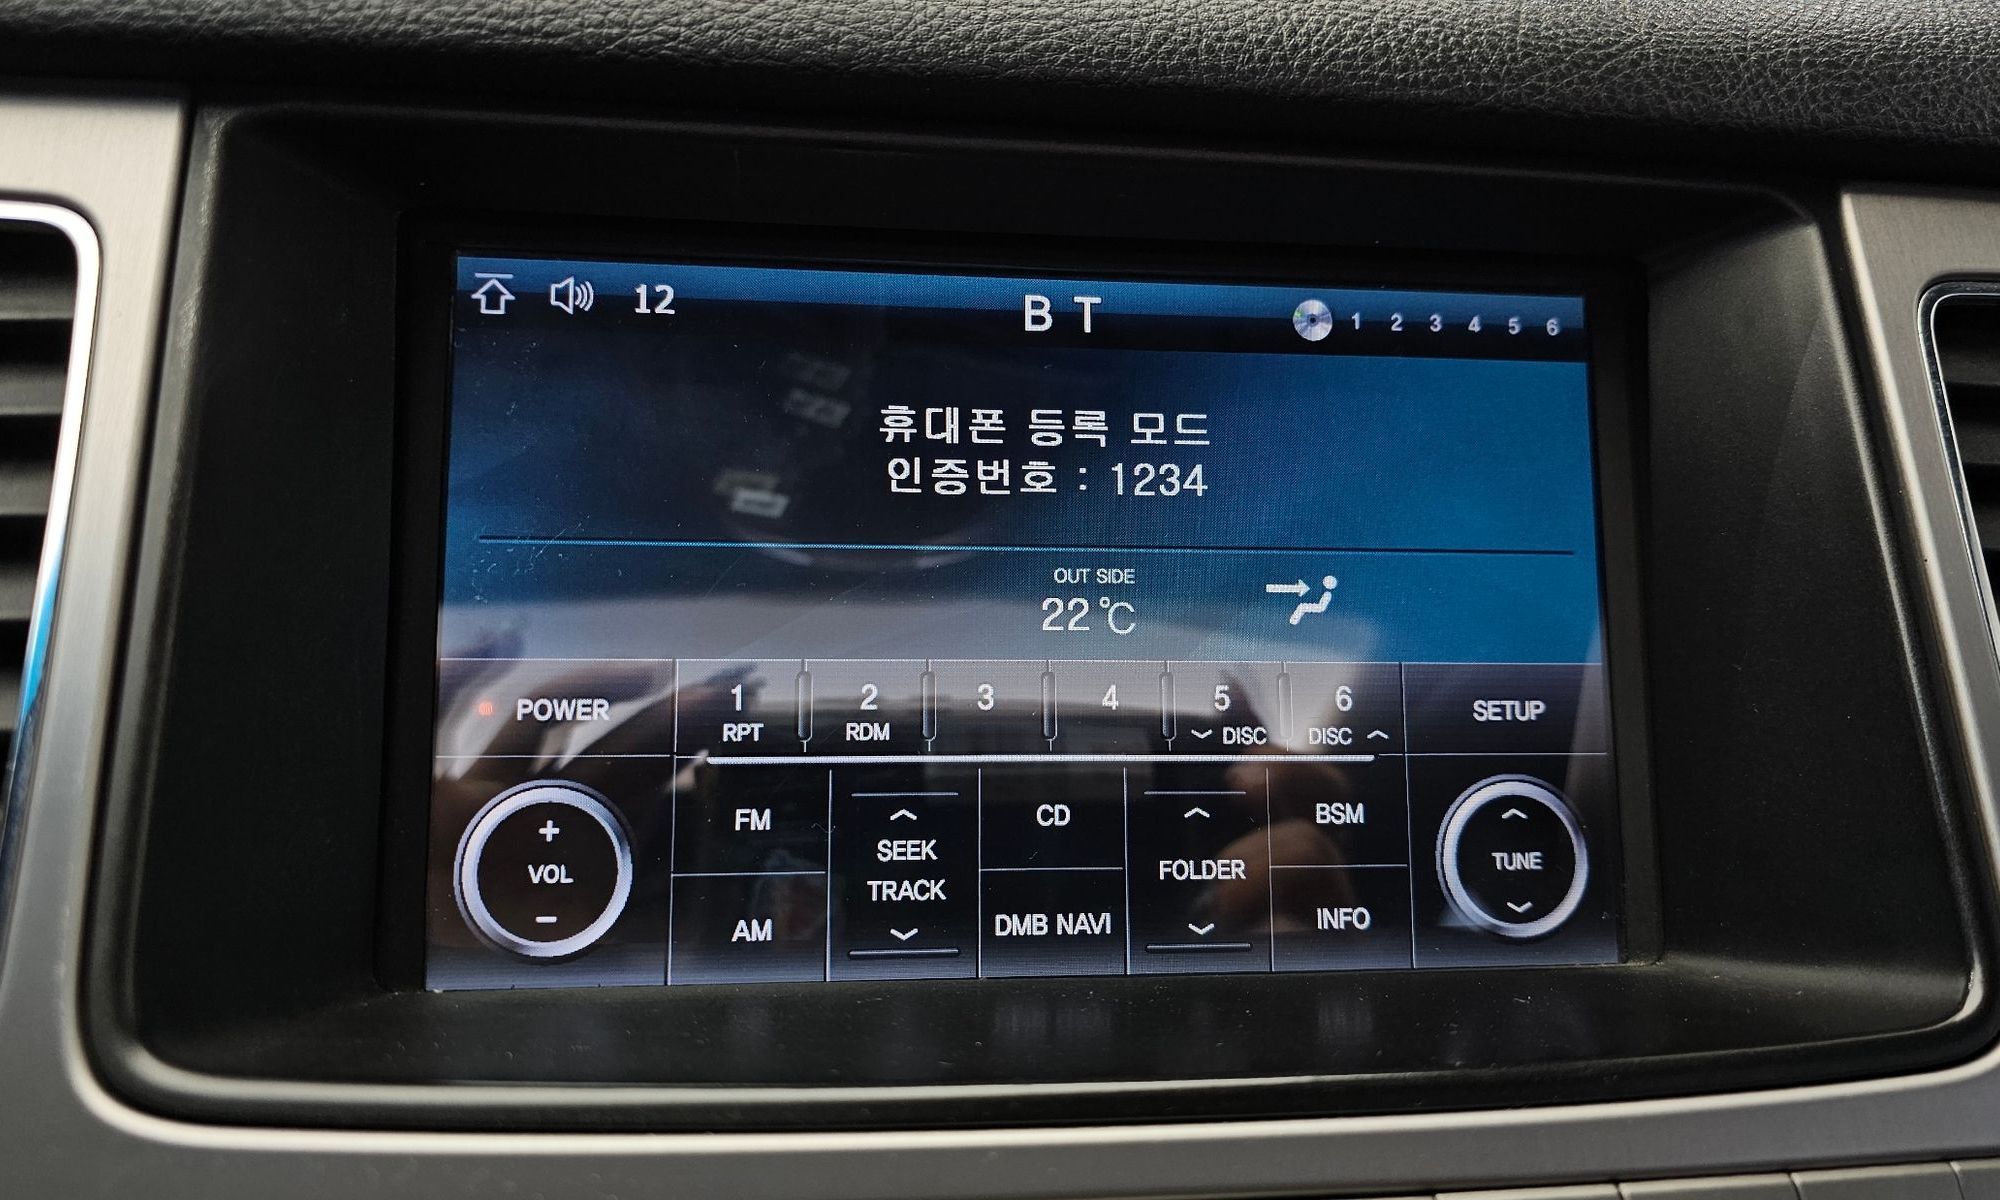 12
BT
1 2 3 4 5 6
휴대폰 등록 모드
인증번호 : 1234
OUT SIDE
22℃
POWER
1 2 3 4 5 6
RPT RDM DISC DISC
SETUP
+
VOL
-
FM
AM
SEEK
TRACK
CD
DMB NAVI
FOLDER
BSM
INFO
TUNE